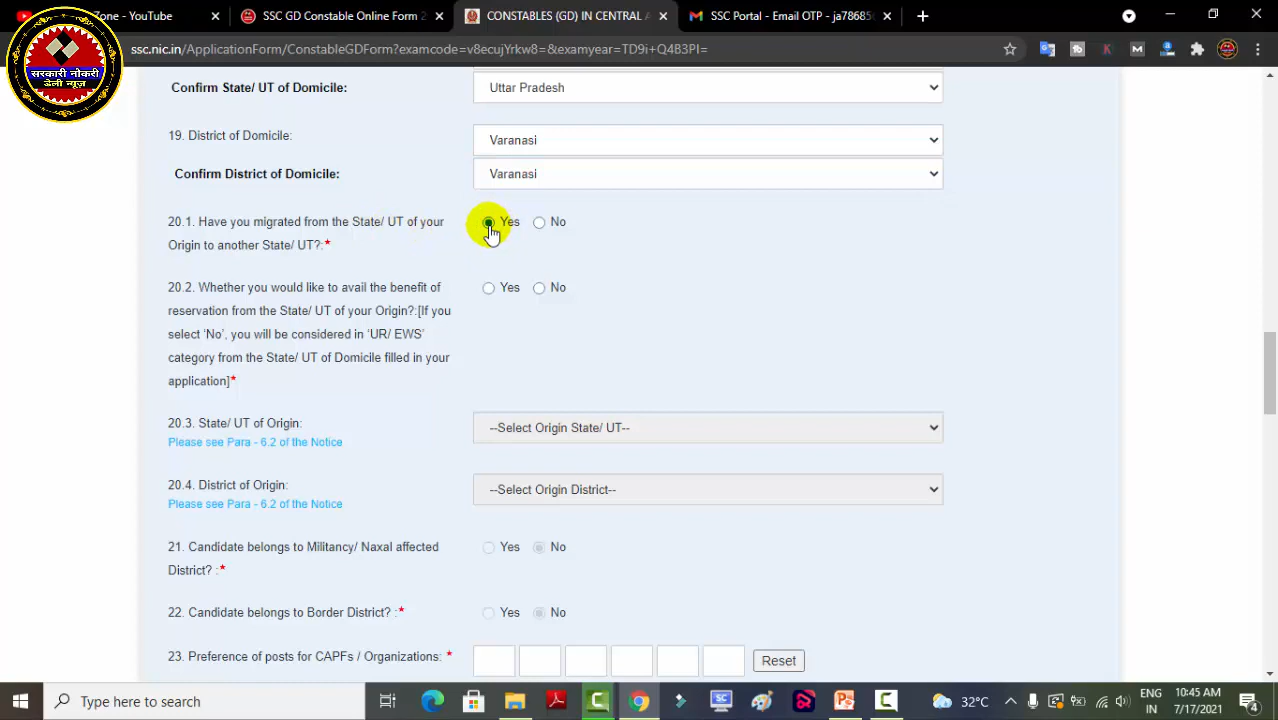 Zone - YouTube
SSC GD Constable Online Form 2
CONSTABLES (GD) IN CENTRAL A
SSC Portal - Email OTP - ja78685
ssc.nic.in/ApplicationForm/ConstableGDForm?examcode=v8ecujYrkw8=&examyear=TD9i+Q4B3PI=
सरकारी नोकरी
डेली न्यूज़
Confirm State/ UT of Domicile:
Uttar Pradesh
19. District of Domicile:
Varanasi
Confirm District of Domicile:
Varanasi
20.1. Have you migrated from the State/ UT of your
Origin to another State/ UT?:*
Yes No
20.2. Whether you would like to avail the benefit of
reservation from the State/ UT of your Origin?:[If you
select ‘No’, you will be considered in ‘UR/ EWS’
category from the State/ UT of Domicile filled in your
application]*
Yes No
20.3. State/ UT of Origin:
Please see Para - 6.2 of the Notice
--Select Origin State/ UT--
20.4. District of Origin:
Please see Para - 6.2 of the Notice
--Select Origin District--
21. Candidate belongs to Militancy/ Naxal affected
District? :*
Yes No
22. Candidate belongs to Border District? :*
Yes No
23. Preference of posts for CAPFs / Organizations: *
Reset
Type here to search
32°C
ENG
IN
10:45 AM
7/17/2021
4